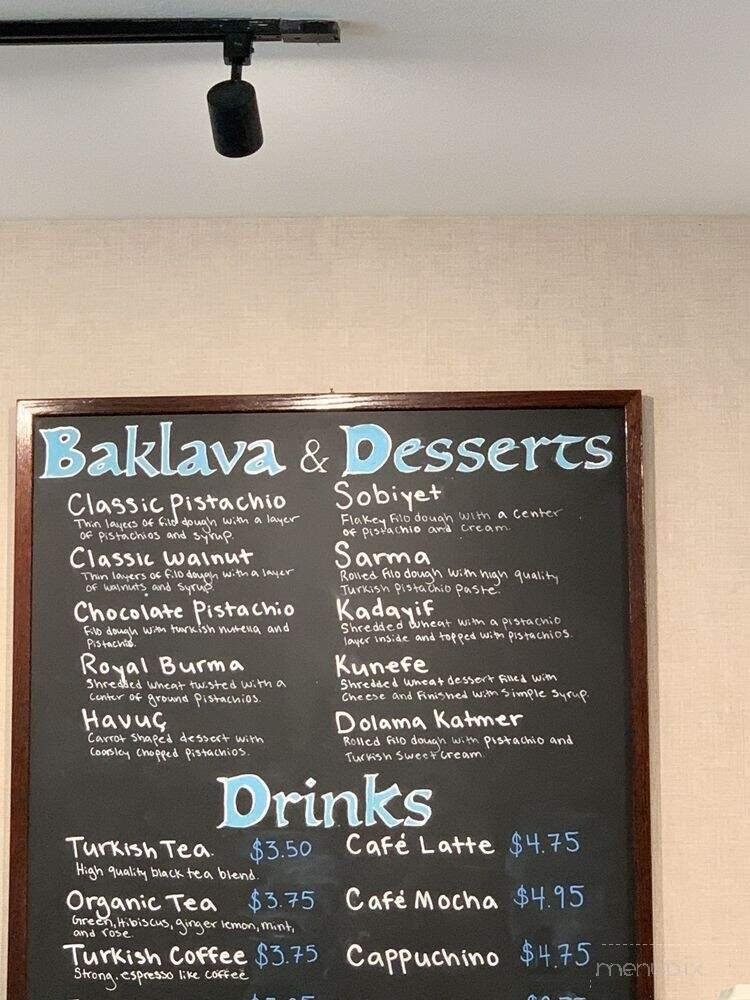 Baklava & Desserts
Classic Pistachio
Thin layers of filo dough with a layer
of pistachios and syrup.
Classic Walnut
Thin layers of filo dough with a layer
of walnuts and syrup.
Chocolate Pistachio
Filo dough with turkish nutella and
Pistachio.
Royal Burma
Shredded wheat twisted with a
center of ground pistachios.
Havuç
Carrot shaped dessert with
coarsley chopped pistachios.
Sobiyet
Flakey filo dough with a center
of pistachio and cream.
Sarma
Rolled filo dough with high quality
Turkish Pistachio Paste.
Kadayif
Shredded wheat with a pistachio
layer inside and topped with pistachios.
Kunefe
Shredded wheat dessert filled with
Cheese and finished with simple syrup.
Dolama Katmer
Rolled filo dough with pistachio and
Turkish sweet cream.
Drinks
Turkish Tea $3.50
High quality black tea blend.
Organic Tea $3.75
Green, Hibiscus, ginger lemon, mint,
and rose
Turkish Coffee $3.75
Strong, espresso like coffee
Café Latte $4.75
Café Mocha $4.95
Cappuchino $4.75
menupix